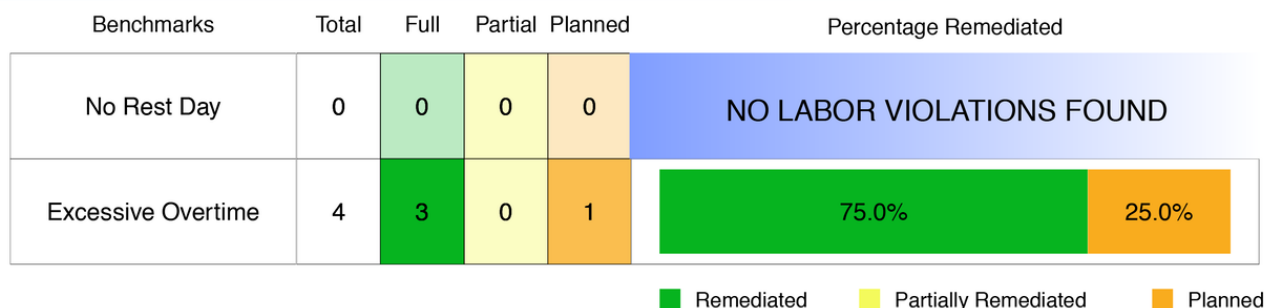 Benchmarks Total Full Partial Planned Percentage Remediated
No Rest Day 0 0 0 0 NO LABOR VIOLATIONS FOUND
Excessive Overtime 4 3 0 1 75.0% 25.0%
Remediated Partially Remediated Planned